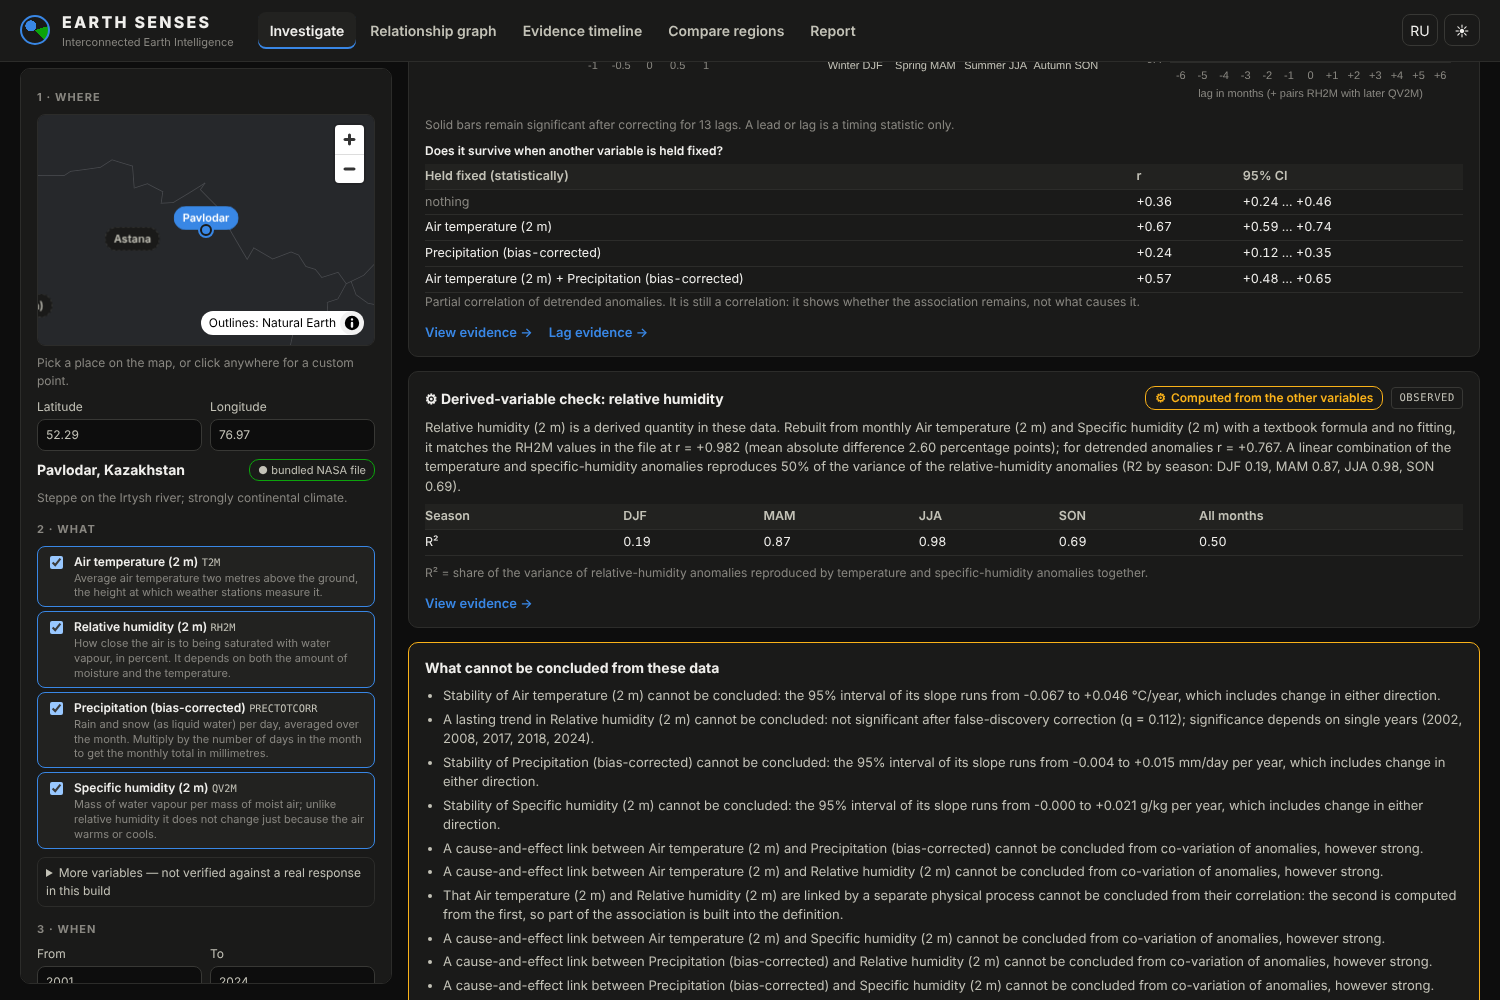 EARTH SENSES
Interconnected Earth Intelligence
Investigate
Relationship graph
Evidence timeline
Compare regions
Report
RU
1 · WHERE
Pavlodar
Astana
Outlines: Natural Earth
Pick a place on the map, or click anywhere for a custom
point.
Latitude
Longitude
52.29
76.97
Pavlodar, Kazakhstan
bundled NASA file
Steppe on the Irtysh river; strongly continental climate.
2 · WHAT
Air temperature (2 m) T2M
Average air temperature two metres above the ground,
the height at which weather stations measure it.
Relative humidity (2 m) RH2M
How close the air is to being saturated with water
vapour, in percent. It depends on both the amount of
moisture and the temperature.
Precipitation (bias-corrected) PRECTOTCORR
Rain and snow (as liquid water) per day, averaged over
the month. Multiply by the number of days in the month
to get the monthly total in millimetres.
Specific humidity (2 m) QV2M
Mass of water vapour per mass of moist air; unlike
relative humidity it does not change just because the air
warms or cools.
More variables — not verified against a real response
in this build
3 · WHEN
From
To
2001
2024
-1 -0.5 0 0.5 1
Winter DJF Spring MAM Summer JJA Autumn SON
-6 -5 -4 -3 -2 -1 0 +1 +2 +3 +4 +5 +6
lag in months (+ pairs RH2M with later QV2M)
Solid bars remain significant after correcting for 13 lags. A lead or lag is a timing statistic only.
Does it survive when another variable is held fixed?
Held fixed (statistically) r 95% CI
nothing +0.36 +0.24 … +0.46
Air temperature (2 m) +0.67 +0.59 … +0.74
Precipitation (bias-corrected) +0.24 +0.12 … +0.35
Air temperature (2 m) + Precipitation (bias-corrected) +0.57 +0.48 … +0.65
Partial correlation of detrended anomalies. It is still a correlation: it shows whether the association remains, not what causes it.
View evidence → Lag evidence →
⚙ Derived-variable check: relative humidity
⚙ Computed from the other variables
OBSERVED
Relative humidity (2 m) is a derived quantity in these data. Rebuilt from monthly Air temperature (2 m) and Specific humidity (2 m) with a textbook formula and no fitting,
it matches the RH2M values in the file at r = +0.982 (mean absolute difference 2.60 percentage points); for detrended anomalies r = +0.767. A linear combination of the
temperature and specific-humidity anomalies reproduces 50% of the variance of the relative-humidity anomalies (R2 by season: DJF 0.19, MAM 0.87, JJA 0.98, SON
0.69).
Season DJF MAM JJA SON All months
R² 0.19 0.87 0.98 0.69 0.50
R² = share of the variance of relative-humidity anomalies reproduced by temperature and specific-humidity anomalies together.
View evidence →
What cannot be concluded from these data
• Stability of Air temperature (2 m) cannot be concluded: the 95% interval of its slope runs from -0.067 to +0.046 °C/year, which includes change in either direction.
• A lasting trend in Relative humidity (2 m) cannot be concluded: not significant after false-discovery correction (q = 0.112); significance depends on single years (2002,
2008, 2017, 2018, 2024).
• Stability of Precipitation (bias-corrected) cannot be concluded: the 95% interval of its slope runs from -0.004 to +0.015 mm/day per year, which includes change in
either direction.
• Stability of Specific humidity (2 m) cannot be concluded: the 95% interval of its slope runs from -0.000 to +0.021 g/kg per year, which includes change in either
direction.
• A cause-and-effect link between Air temperature (2 m) and Precipitation (bias-corrected) cannot be concluded from co-variation of anomalies, however strong.
• A cause-and-effect link between Air temperature (2 m) and Relative humidity (2 m) cannot be concluded from co-variation of anomalies, however strong.
• That Air temperature (2 m) and Relative humidity (2 m) are linked by a separate physical process cannot be concluded from their correlation: the second is computed
from the first, so part of the association is built into the definition.
• A cause-and-effect link between Air temperature (2 m) and Specific humidity (2 m) cannot be concluded from co-variation of anomalies, however strong.
• A cause-and-effect link between Precipitation (bias-corrected) and Relative humidity (2 m) cannot be concluded from co-variation of anomalies, however strong.
• A cause-and-effect link between Precipitation (bias-corrected) and Specific humidity (2 m) cannot be concluded from co-variation of anomalies, however strong.